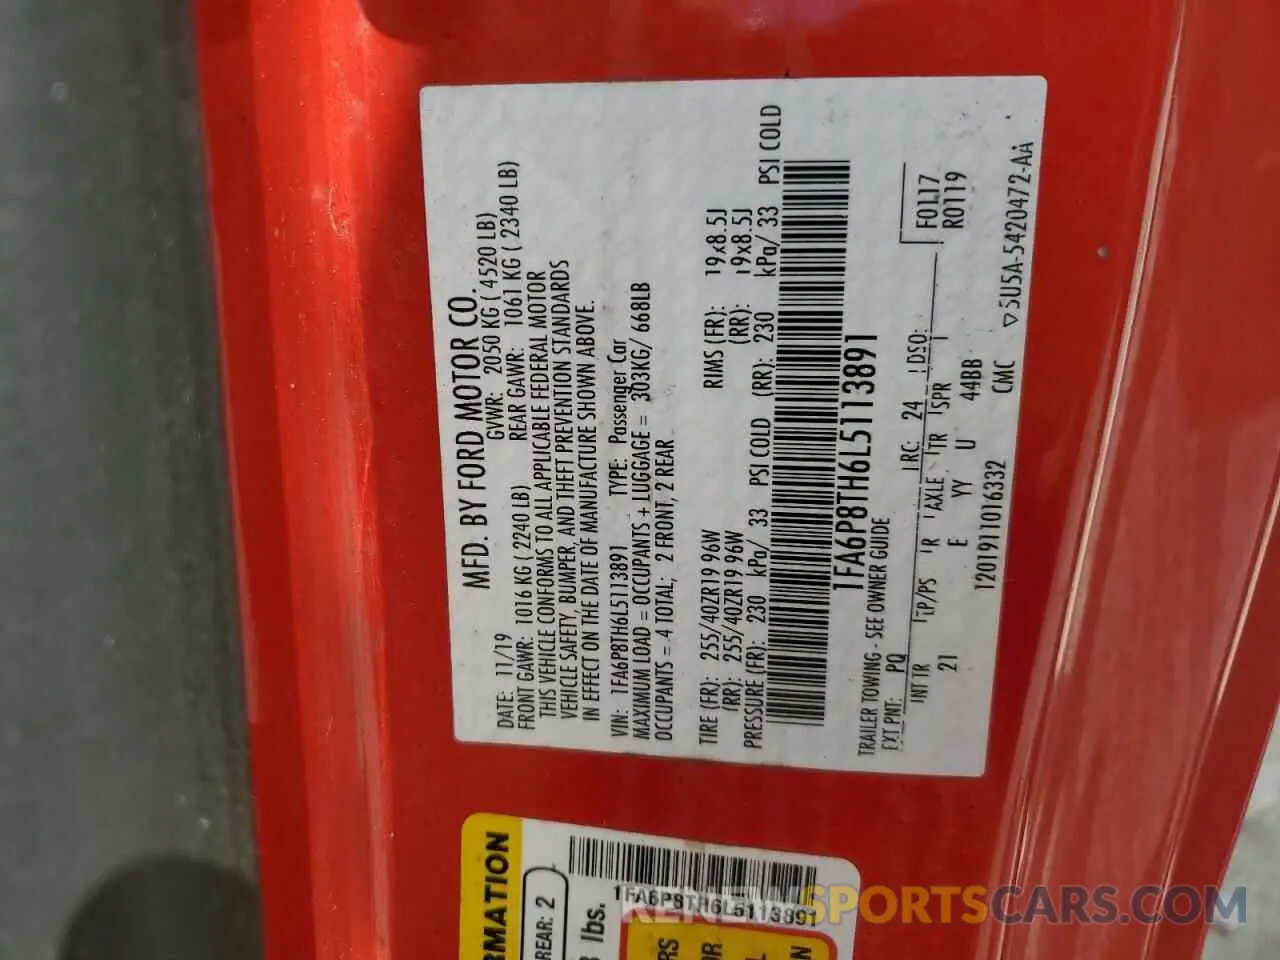 MFD. BY FORD MOTOR CO.
DATE: 11/19 GVWR: 2050 KG ( 4520 LB)
FRONT GAWR: 1016 KG ( 2240 LB) REAR GAWR: 1061 KG ( 2340 LB)
THIS VEHICLE CONFORMS TO ALL APPLICABLE FEDERAL MOTOR
VEHICLE SAFETY, BUMPER, AND THEFT PREVENTION STANDARDS
IN EFFECT ON THE DATE OF MANUFACTURE SHOWN ABOVE.
VIN: 1FA6P8TH6L5113891 TYPE: Passenger Car
MAXIMUM LOAD = OCCUPANTS + LUGGAGE = 303KG/ 668LB
OCCUPANTS = 4 TOTAL; 2 FRONT, 2 REAR
TIRE (FR): 255/40ZR19 96W RIMS (FR): 19x8.5J
(RR): 255/40ZR19 96W (RR): 19x8.5J
PRESSURE (FR): 230 kPa/ 33 PSI COLD (RR): 230 kPa/ 33 PSI COLD
1FA6P8TH6L5113891
TRAILER TOWING - SEE OWNER GUIDE
EXT PNT: PQ RC: 24 DSO: F0117
INT TR TP/PS R AXLE TR SPR R0119
21 E YY U 44BB
1201911016332 CMC
▽5U5A-5420472-AA
RMATION
REAR: 2
lbs.
1FA6P8TH6L5113891
RS
OR
RENEWSPORTSCARS.COM